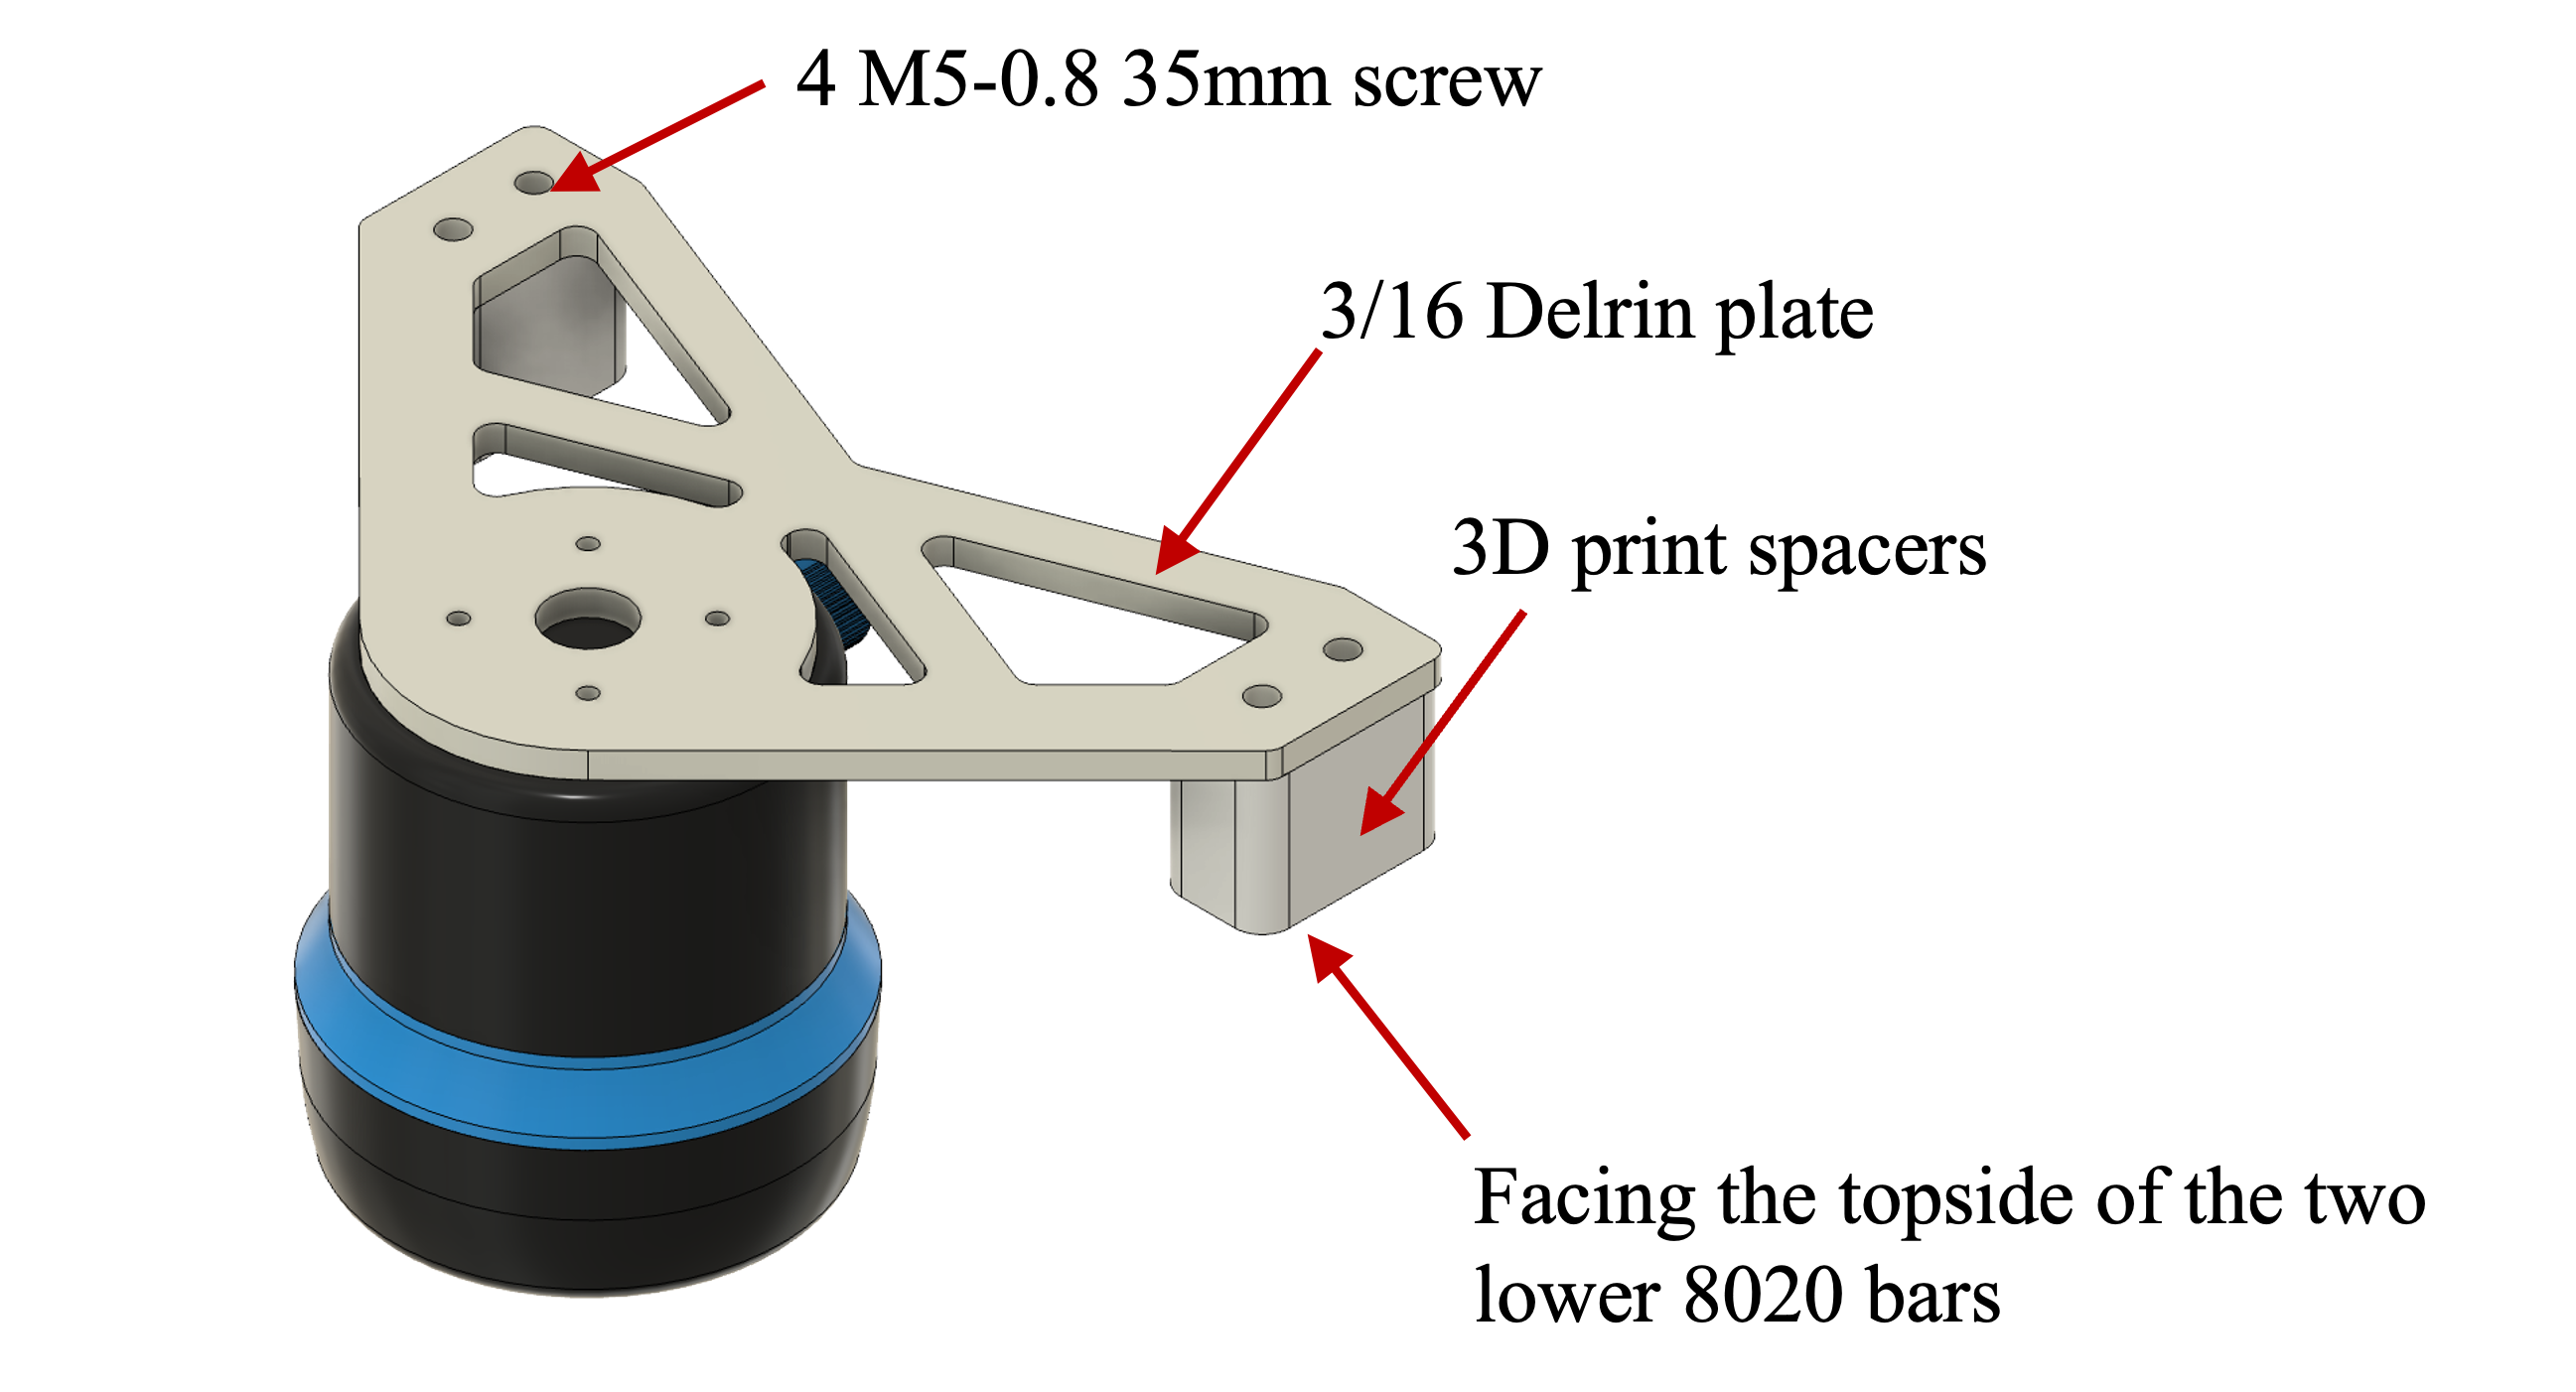 4 M5-0.8 35mm screw
3/16 Delrin plate
3D print spacers
Facing the topside of the two
lower 8020 bars